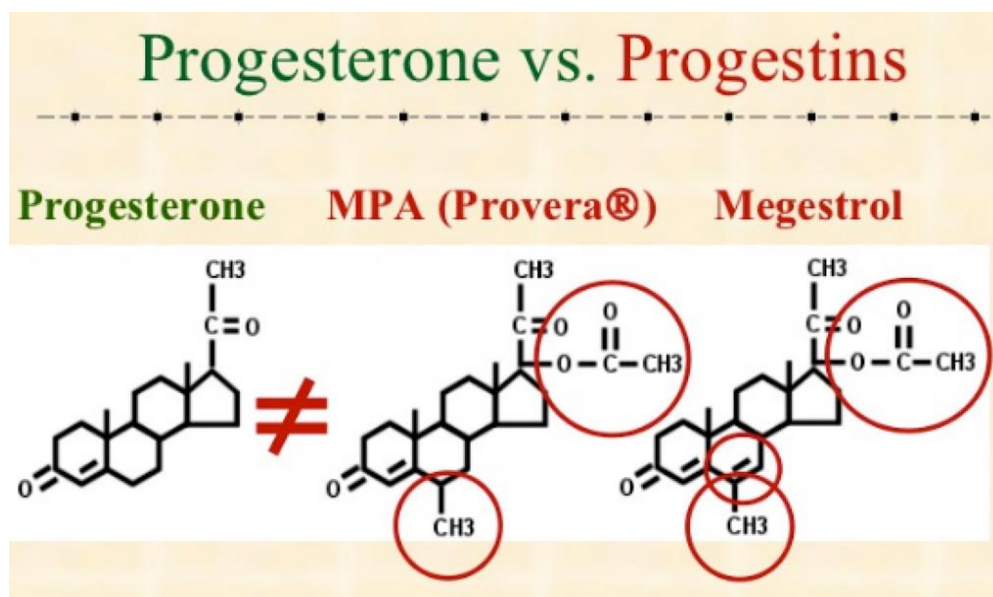 Progesterone vs. Progestins
Progesterone MPA (Provera®) Megestrol
CH3 CH3 CH3
C=O C=O O C=O O
O-C-CH3 O-C-CH3
≠
O O O
CH3 CH3